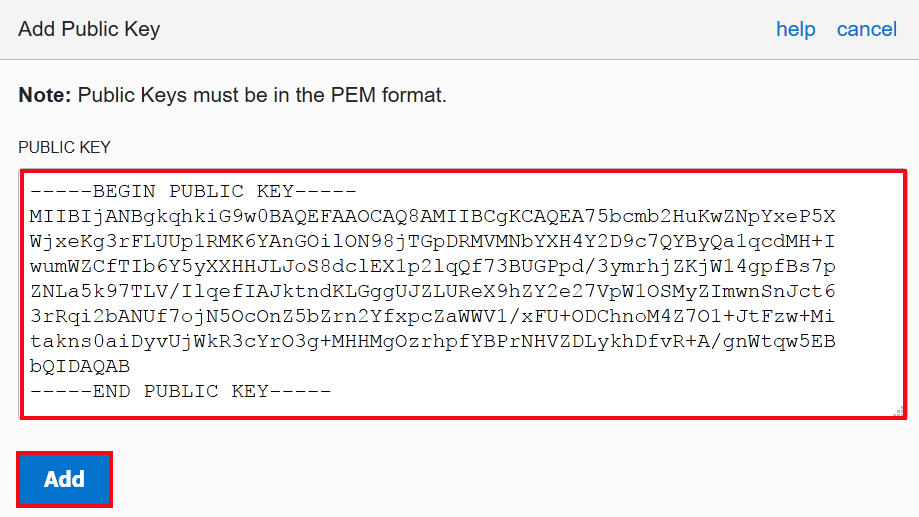 Add Public Key
help cancel
Note: Public Keys must be in the PEM format.
PUBLIC KEY
-----BEGIN PUBLIC KEY-----
MIIBIjANBgkqhkiG9w0BAQEFAAOCAQ8AMIIBCgKCAQEA75bcmb2HuKwZNpYxeP5X
WjxeKg3rFLUUp1RMK6YAnGOilON98jTGpDRMVMNbYXH4Y2D9c7QYByQa1qcdMH+I
wumWZCfTIb6Y5yXXHHJLJoS8dclEX1p2lqQf73BUGPpd/3ymrhjZKjW14gpfBs7p
ZNLa5k97TLV/IlqefIAJktndKLGggUJZLUReX9hZY2e27VpW1OSMyZImwnSnJct6
3rRqi2bANUf7ojN5OcOnZ5bZrn2YfxpcZaWWV1/xFU+ODChnoM4Z7O1+JtFzw+Mi
takns0aiDyvUjWkR3cYrO3g+MHHMgOzrhpfYBPrNHVZDLykhDfvR+A/gnWtqw5EB
bQIDAQAB
-----END PUBLIC KEY-----
Add